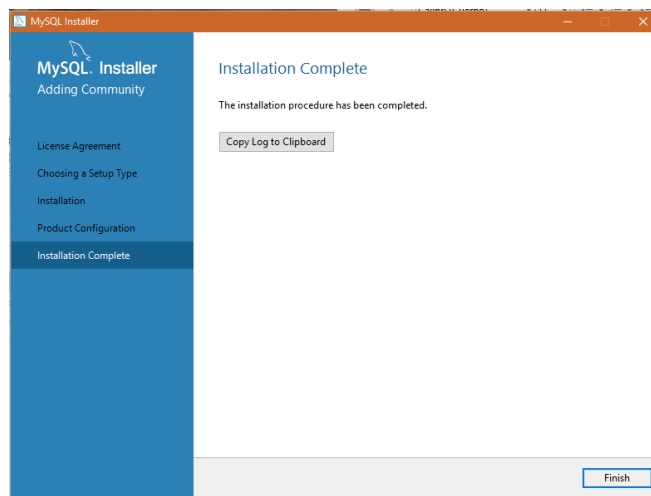 MySQL Installer
MySQL. Installer
Adding Community
License Agreement
Choosing a Setup Type
Installation
Product Configuration
Installation Complete
Installation Complete
The installation procedure has been completed.
Copy Log to Clipboard
Finish